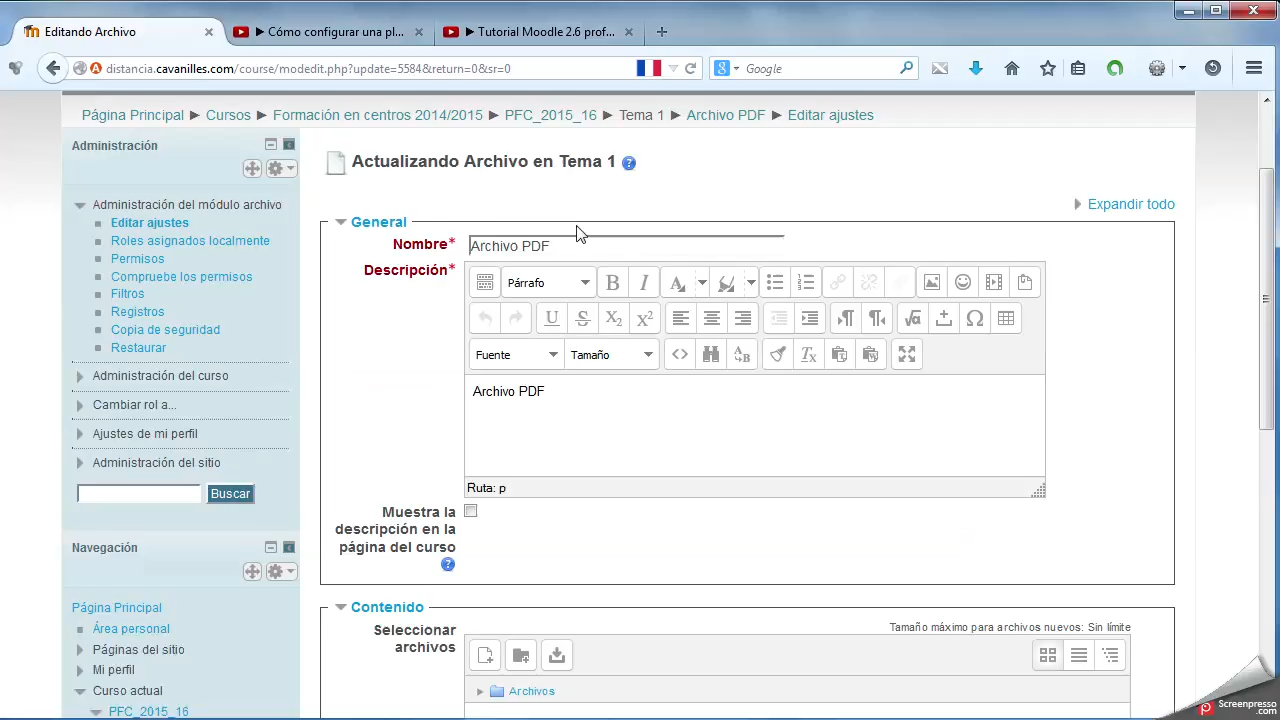 Editando Archivo
▶ Cómo configurar una pl...
▶ Tutorial Moodle 2.6 prof...
distancia.cavanilles.com/course/modedit.php?update=5584&return=0&sr=0
Google
Página Principal ▶ Cursos ▶ Formación en centros 2014/2015 ▶ PFC_2015_16 ▶ Tema 1 ▶ Archivo PDF ▶ Editar ajustes
Administración
Administración del módulo archivo
Editar ajustes
Roles asignados localmente
Permisos
Compruebe los permisos
Filtros
Registros
Copia de seguridad
Restaurar
Administración del curso
Cambiar rol a...
Ajustes de mi perfil
Administración del sitio
Buscar
Navegación
Página Principal
Área personal
Páginas del sitio
Mi perfil
Curso actual
PFC_2015_16
Actualizando Archivo en Tema 1
Expandir todo
General
Nombre*
Archivo PDF
Descripción*
Párrafo
Fuente
Tamaño
Archivo PDF
Ruta: p
Muestra la
descripción en la
página del curso
Contenido
Seleccionar
archivos
Tamaño máximo para archivos nuevos: Sin límite
Archivos
Screenpresso
.com